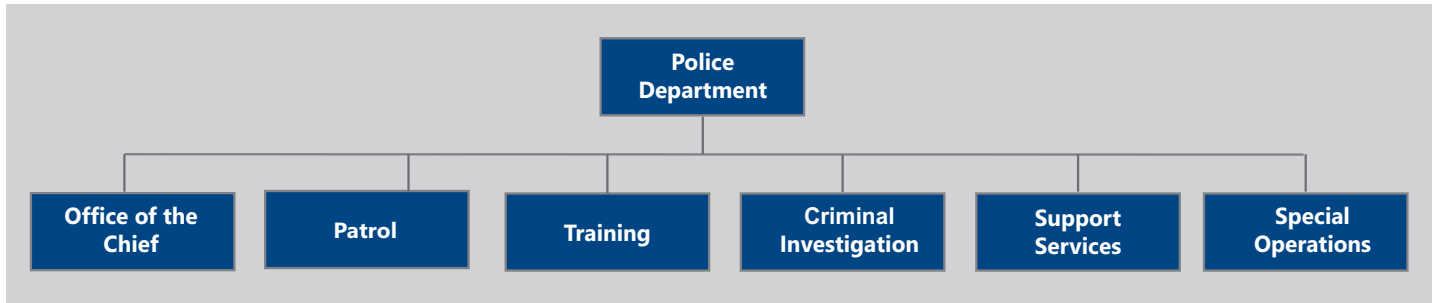 Police
Department
Office of the
Chief
Patrol
Training
Criminal
Investigation
Support
Services
Special
Operations